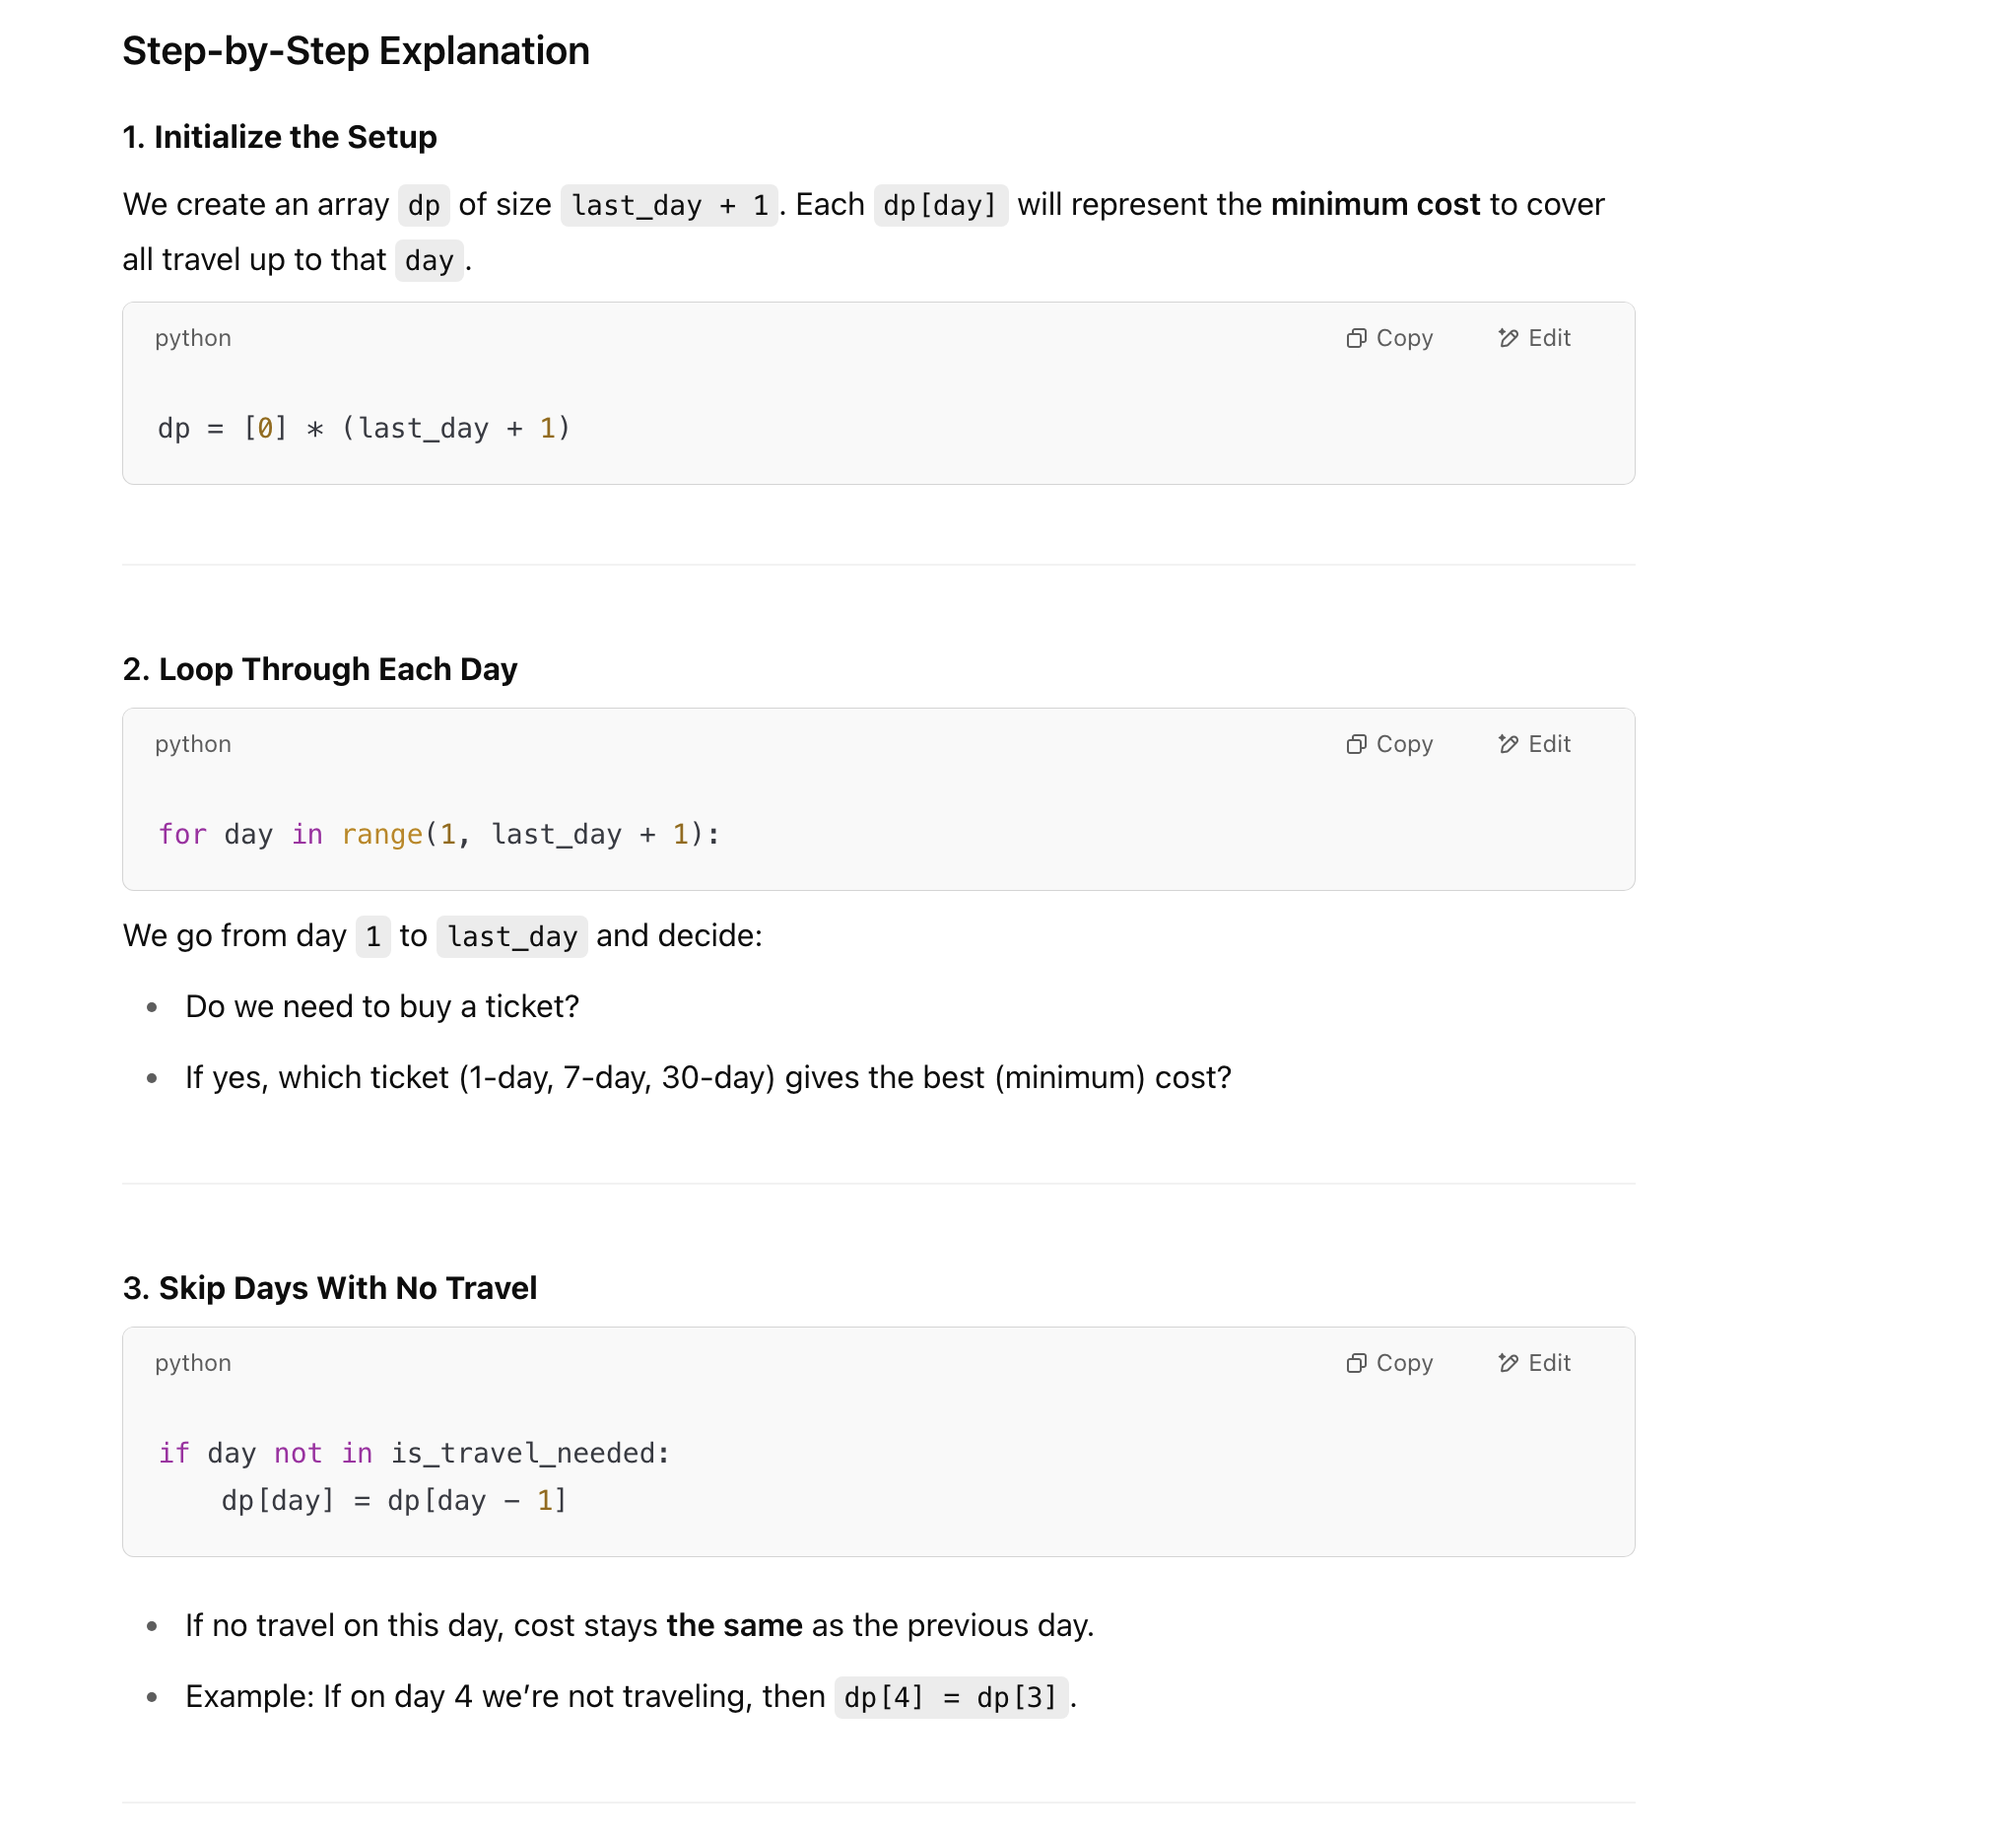 Step-by-Step Explanation
1. Initialize the Setup
We create an array dp of size last_day + 1. Each dp[day] will represent the minimum cost to cover
all travel up to that day.
python Copy Edit
dp = [0] * (last_day + 1)
2. Loop Through Each Day
python Copy Edit
for day in range(1, last_day + 1):
We go from day 1 to last_day and decide:
• Do we need to buy a ticket?
• If yes, which ticket (1-day, 7-day, 30-day) gives the best (minimum) cost?
3. Skip Days With No Travel
python Copy Edit
if day not in is_travel_needed:
    dp[day] = dp[day - 1]
• If no travel on this day, cost stays the same as the previous day.
• Example: If on day 4 we’re not traveling, then dp[4] = dp[3].